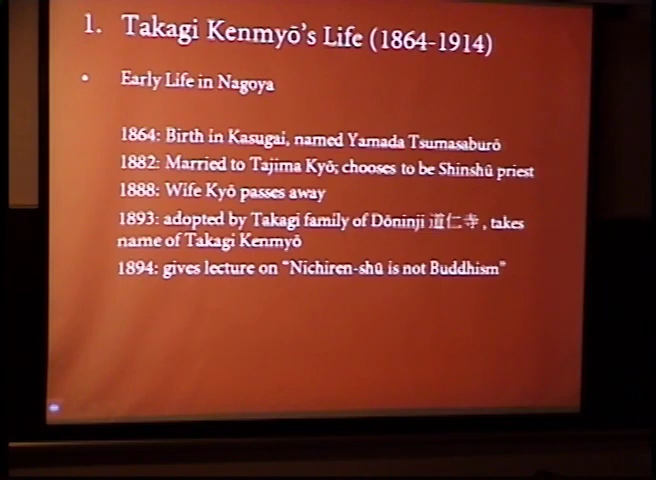 1. Takagi Kenmyō's Life (1864-1914)
• Early Life in Nagoya
1864: Birth in Kasugai, named Yamada Tsumasaburō
1882: Married to Tajima Kyō; chooses to be Shinshū priest
1888: Wife Kyō passes away
1893: adopted by Takagi family of Dōninji 道仁寺, takes
name of Takagi Kenmyō
1894: gives lecture on "Nichiren-shū is not Buddhism"